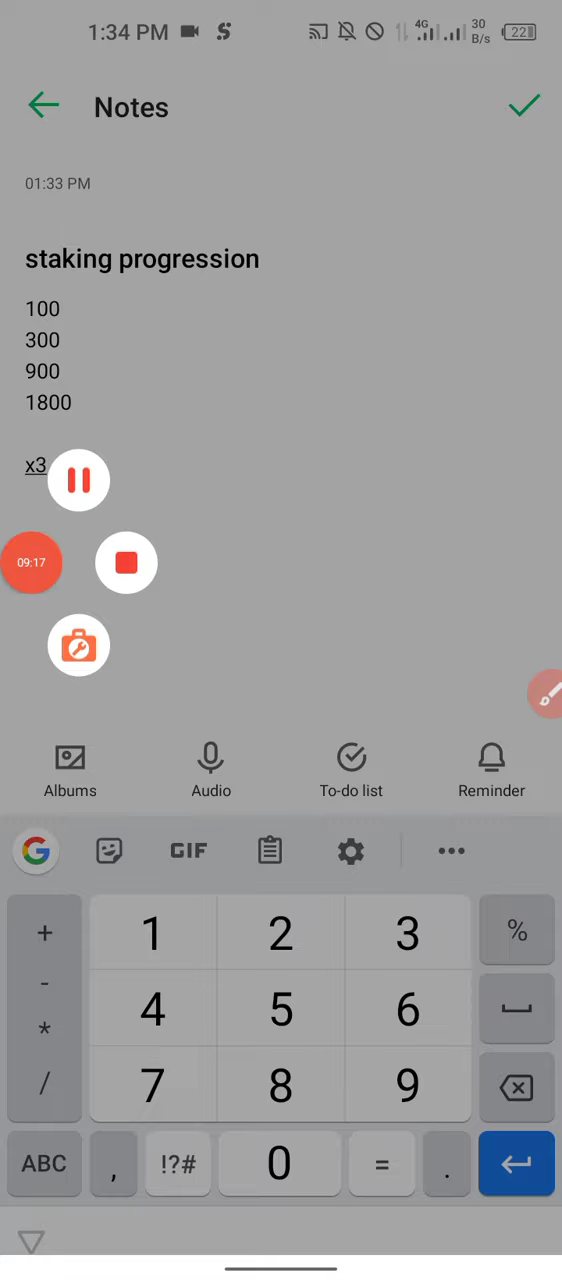 1:34 PM
4G
30
B/s
22
Notes
01:33 PM
staking progression
100
300
900
1800
x3
09:17
Albums Audio To-do list Reminder
G GIF
+ 1 2 3 %
- 4 5 6
*
/ 7 8 9
ABC , !?# 0 = .